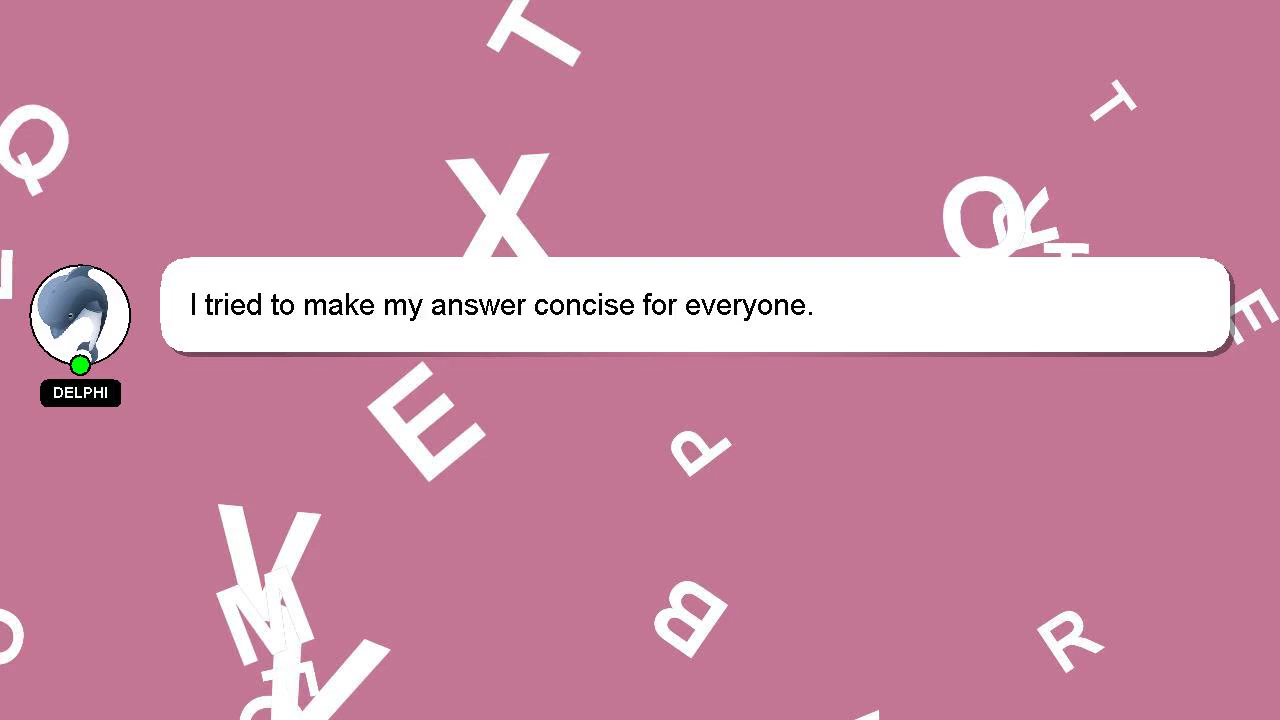 I tried to make my answer concise for everyone.
DELPHI
T
T
Q
X
O
E
E
P
V
M
B
R